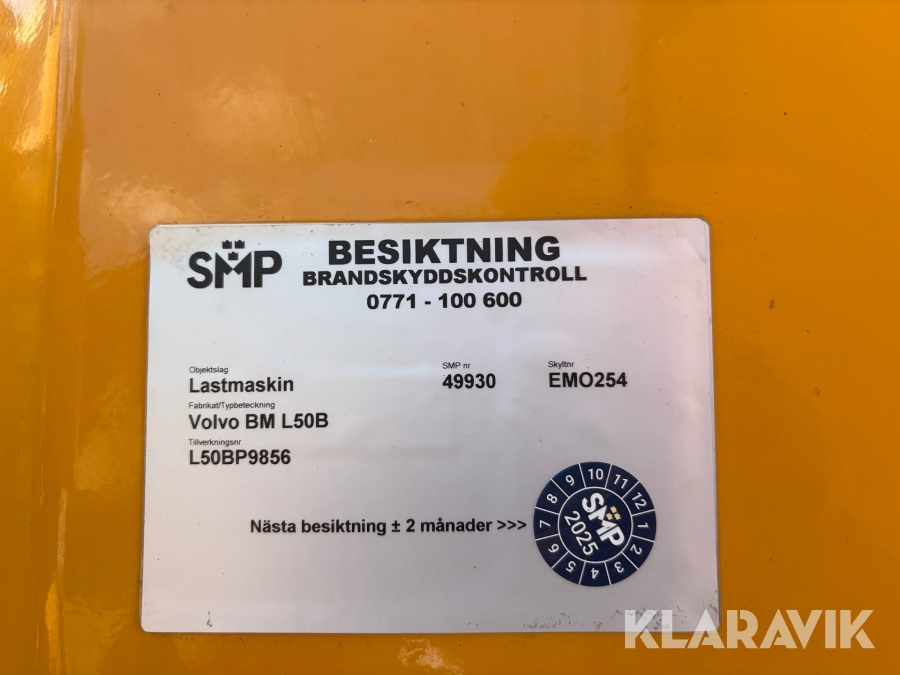 SMP
BESIKTNING
BRANDSKYDDSKONTROLL
0771 - 100 600
Objektslag
Lastmaskin
SMP nr
49930
Skyltnr
EMO254
Fabrikat/Typbeteckning
Volvo BM L50B
Tillverkningsnr
L50BP9856
Nästa besiktning ± 2 månader >>>
1 2 3 4 5 6 7 8 9 10 11 12
SMP
2025
KLARAVIK